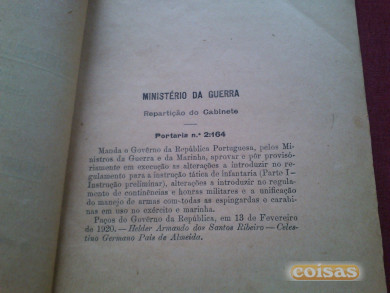 MINISTÉRIO DA GUERRA
Repartição do Gabinete
Portaria n.º 2:164
Manda o Govêrno da República Portuguesa, pelos Mi-
nistros da Guerra e da Marinha, aprovar e pôr provisó-
riamente em execução as alterações a introduzir no re-
gulamento para a instrução tática de infantaria (Parte I—
Instrução preliminar), alterações a introduzir no regula-
mento de continências e honras militares e a unificação
do manejo de armas com todas as espingardas e carabi-
nas em uso no exército e marinha.
Paços do Govêrno da República, em 13 de Fevereiro
de 1920. — Helder Armando dos Santos Ribeiro — Celes-
tino Germano Pais de Almeida.
coisas